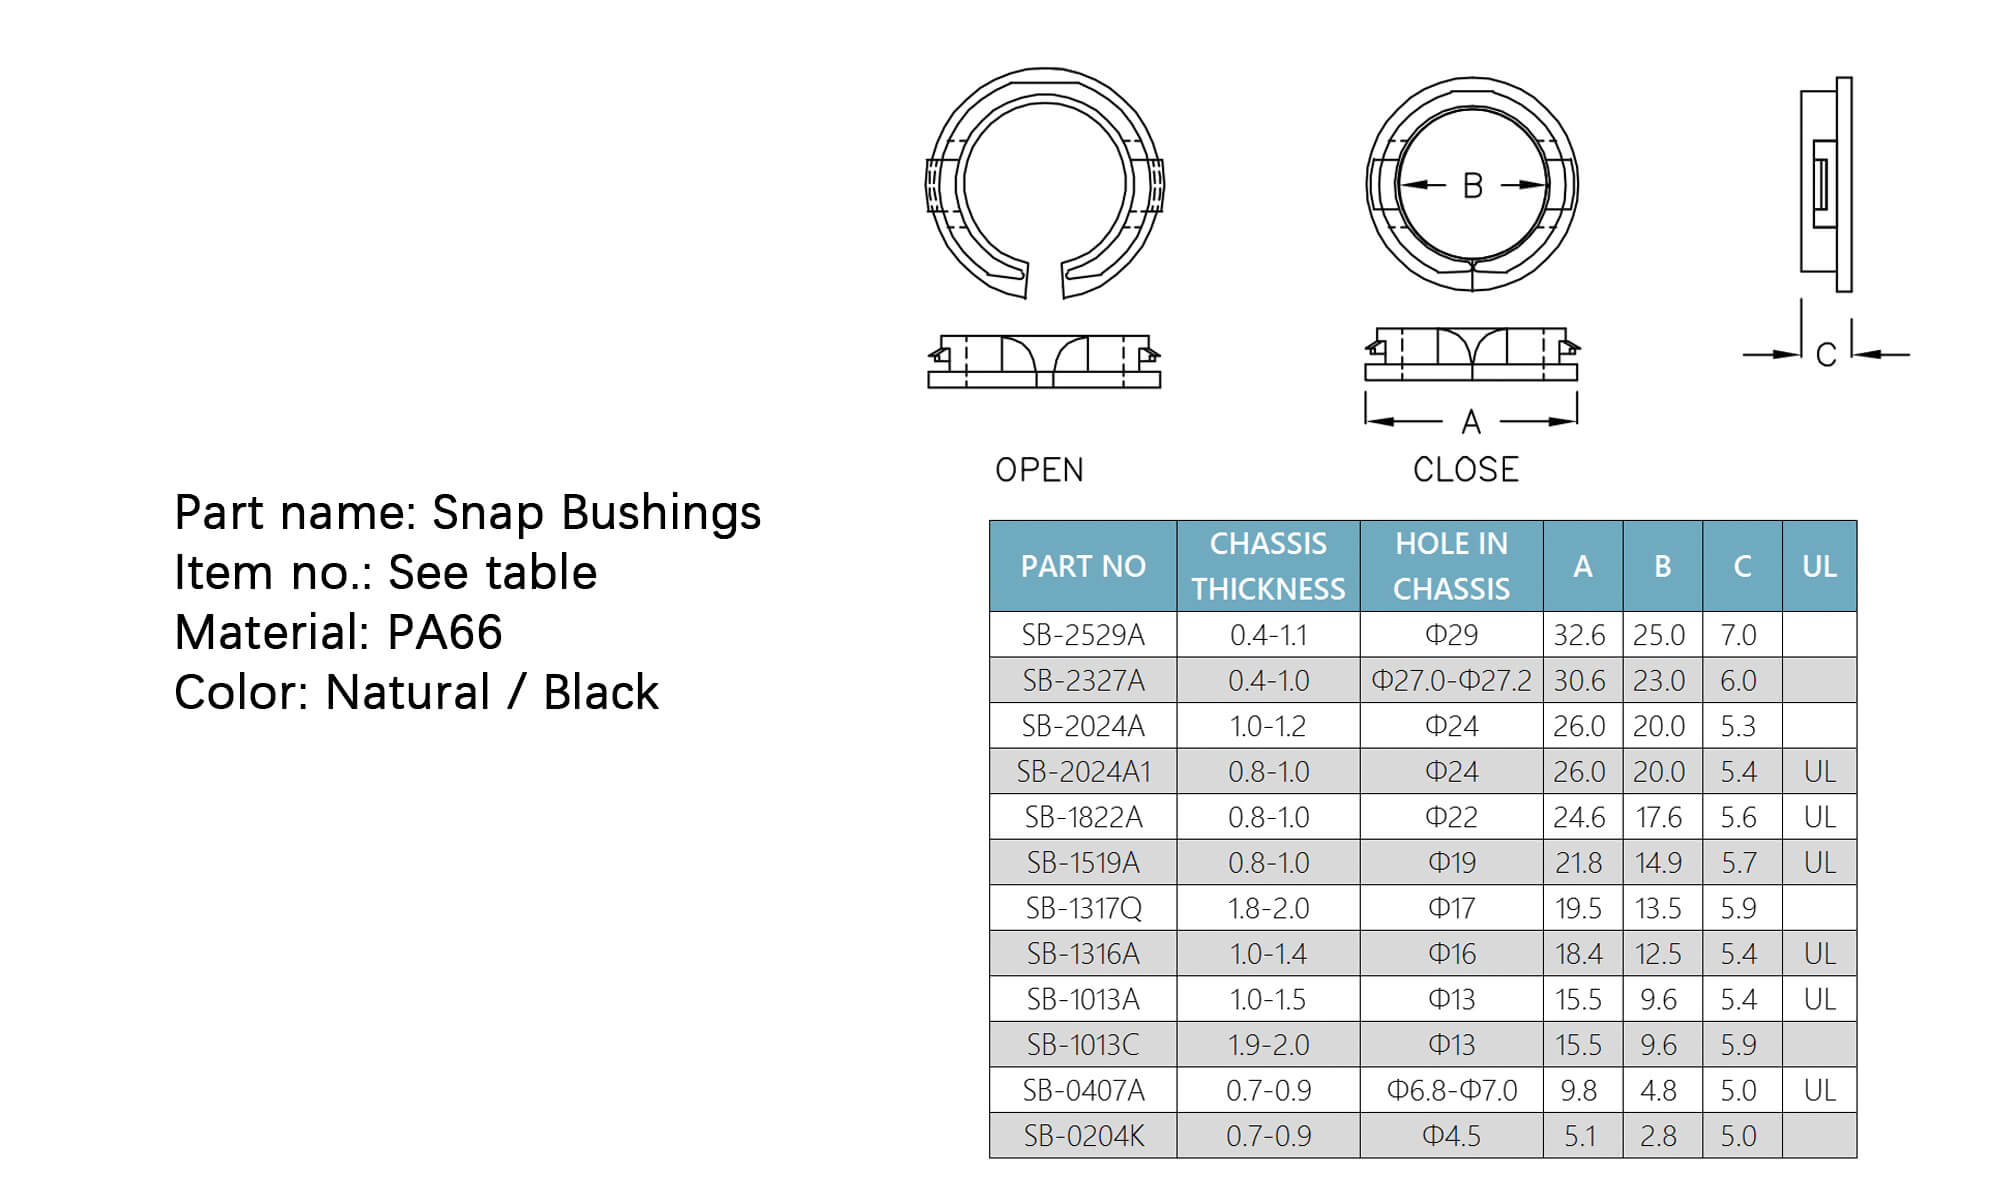 B
C
A
OPEN
CLOSE
Part name: Snap Bushings
Item no.: See table
Material: PA66
Color: Natural / Black
PART NO CHASSIS THICKNESS HOLE IN CHASSIS A B C UL
SB-2529A 0.4-1.1 Φ29 32.6 25.0 7.0
SB-2327A 0.4-1.0 Φ27.0-Φ27.2 30.6 23.0 6.0
SB-2024A 1.0-1.2 Φ24 26.0 20.0 5.3
SB-2024A1 0.8-1.0 Φ24 26.0 20.0 5.4 UL
SB-1822A 0.8-1.0 Φ22 24.6 17.6 5.6 UL
SB-1519A 0.8-1.0 Φ19 21.8 14.9 5.7 UL
SB-1317Q 1.8-2.0 Φ17 19.5 13.5 5.9
SB-1316A 1.0-1.4 Φ16 18.4 12.5 5.4 UL
SB-1013A 1.0-1.5 Φ13 15.5 9.6 5.4 UL
SB-1013C 1.9-2.0 Φ13 15.5 9.6 5.9
SB-0407A 0.7-0.9 Φ6.8-Φ7.0 9.8 4.8 5.0 UL
SB-0204K 0.7-0.9 Φ4.5 5.1 2.8 5.0